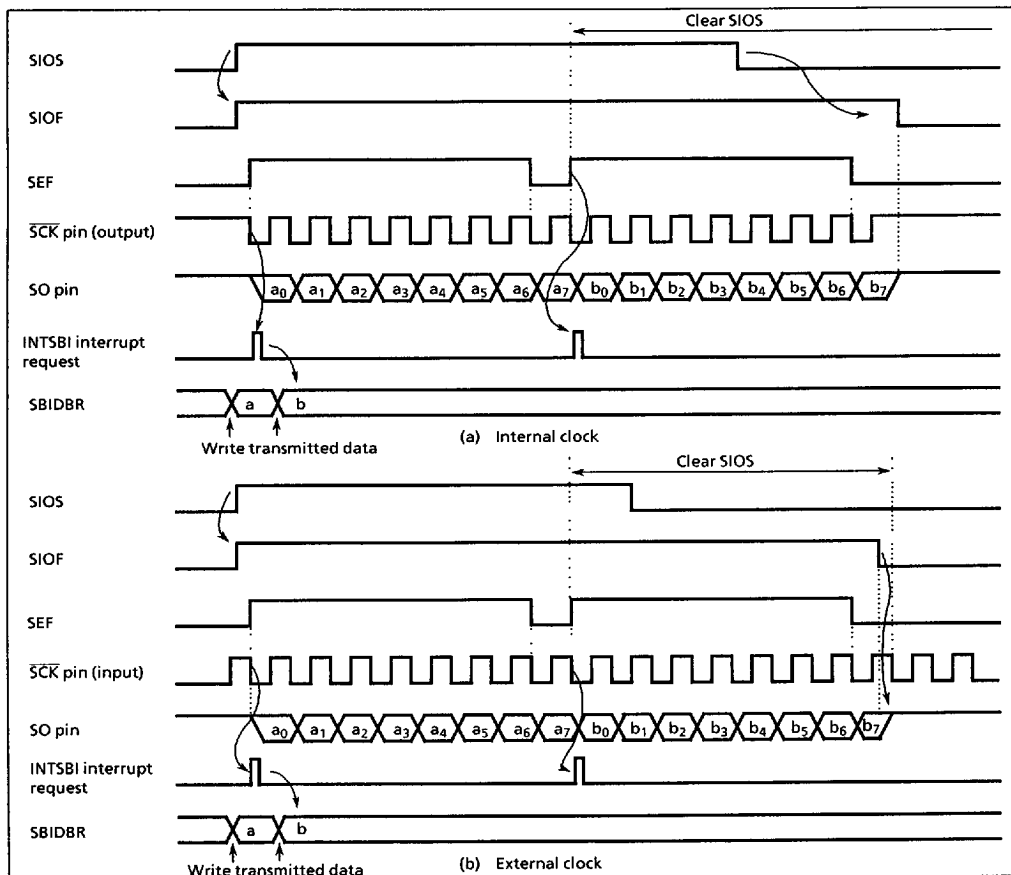 Clear SIOS
SIOS
SIOF
SEF
SCK pin (output)
SO pin
a0 a1 a2 a3 a4 a5 a6 a7 b0 b1 b2 b3 b4 b5 b6 b7
INTSBI interrupt
request
SBIDBR
a b
Write transmitted data
(a) Internal clock
Clear SIOS
SIOS
SIOF
SEF
SCK pin (input)
SO pin
a0 a1 a2 a3 a4 a5 a6 a7 b0 b1 b2 b3 b4 b5 b6 b7
INTSBI interrupt
request
SBIDBR
a b
Write transmitted data
(b) External clock